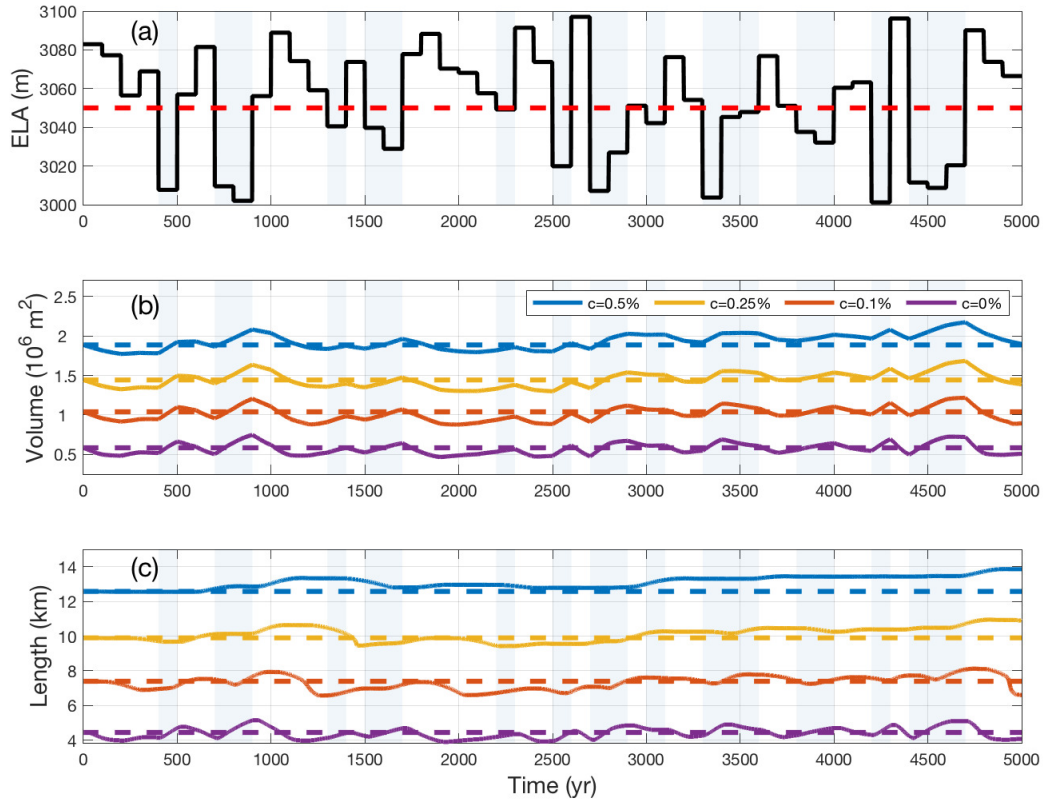 (a)
ELA (m)
3100
3080
3060
3040
3020
3000
0 500 1000 1500 2000 2500 3000 3500 4000 4500 5000
(b)
c=0.5% c=0.25% c=0.1% c=0%
Volume (10⁶ m²)
2.5
2
1.5
1
0.5
0 500 1000 1500 2000 2500 3000 3500 4000 4500 5000
(c)
Length (km)
14
12
10
8
6
4
0 500 1000 1500 2000 2500 3000 3500 4000 4500 5000
Time (yr)